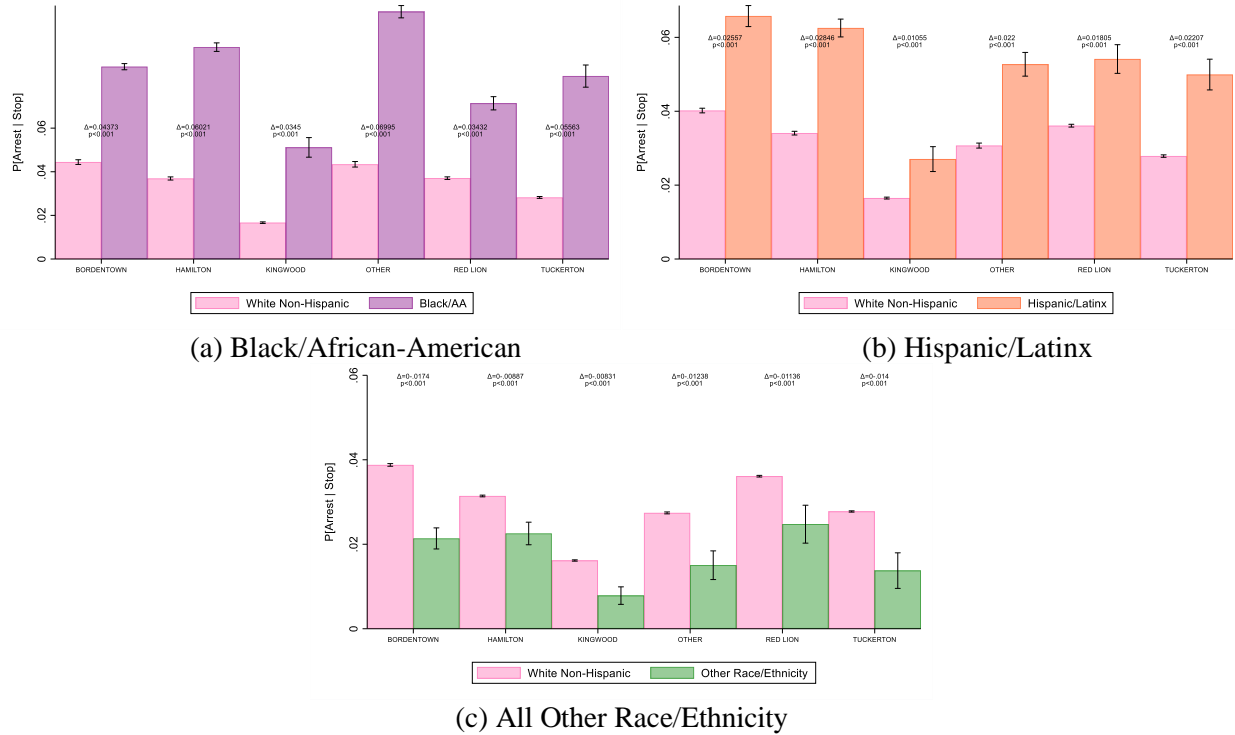 Δ=0.04373 Δ=0.06021 Δ=0.0345 Δ=0.06995 Δ=0.03432 Δ=0.05563
p<0.001 p<0.001 p<0.001 p<0.001 p<0.001 p<0.001
P[Arrest | Stop]
.06
.04
.02
0
BORDENTOWN HAMILTON KINGWOOD OTHER RED LION TUCKERTON
White Non-Hispanic Black/AA
(a) Black/African-American
Δ=0.02557 Δ=0.02846 Δ=0.01055 Δ=0.022 Δ=0.01805 Δ=0.02207
p<0.001 p<0.001 p<0.001 p<0.001 p<0.001 p<0.001
P[Arrest | Stop]
.06
.04
.02
0
BORDENTOWN HAMILTON KINGWOOD OTHER RED LION TUCKERTON
White Non-Hispanic Hispanic/Latinx
(b) Hispanic/Latinx
Δ=0-.0174 Δ=0-.00887 Δ=0-.00831 Δ=0-.01238 Δ=0-.01136 Δ=0-.014
p<0.001 p<0.001 p<0.001 p<0.001 p<0.001 p<0.001
P[Arrest | Stop]
.06
.04
.02
0
BORDENTOWN HAMILTON KINGWOOD OTHER RED LION TUCKERTON
White Non-Hispanic Other Race/Ethnicity
(c) All Other Race/Ethnicity